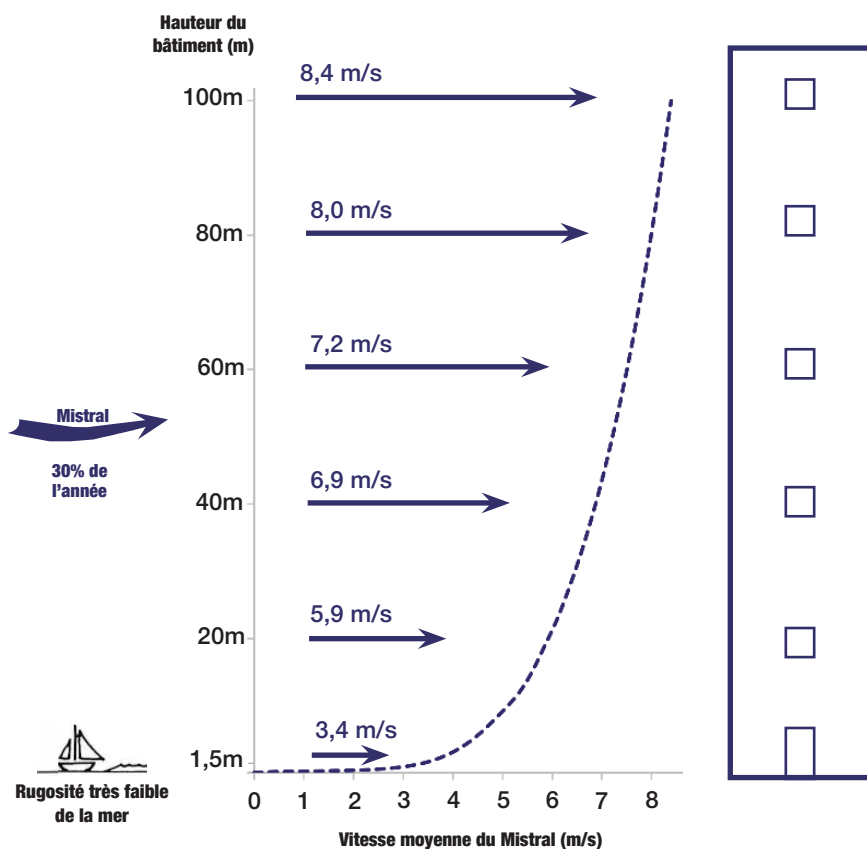 Hauteur du
bâtiment (m)
8,4 m/s
100m
8,0 m/s
80m
7,2 m/s
60m
Mistral
30% de
l'année
6,9 m/s
40m
5,9 m/s
20m
3,4 m/s
1,5m
Rugosité très faible
de la mer
0 1 2 3 4 5 6 7 8
Vitesse moyenne du Mistral (m/s)